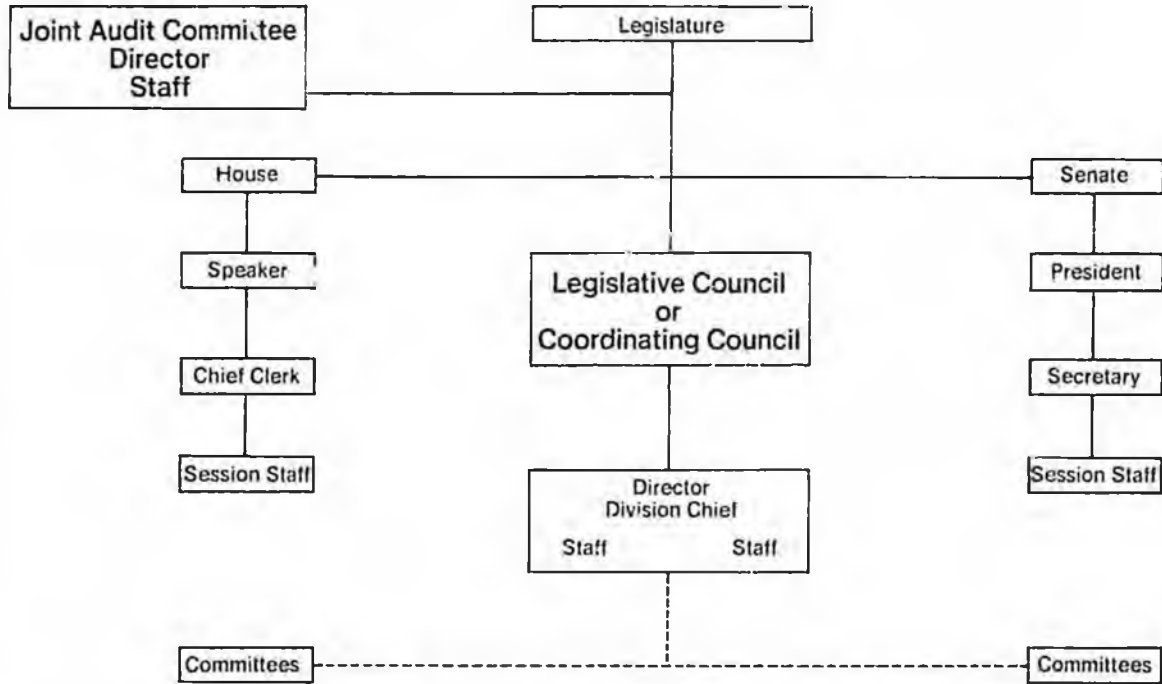 Joint Audit Committee
Director
Staff
Legislature
House
Senate
Speaker
Legislative Council
or
Coordinating Council
President
Chief Clerk
Secretary
Session Staff
Director
Division Chief
Staff Staff
Session Staff
Committees
Committees